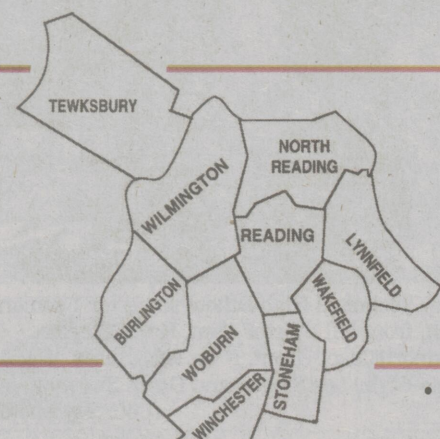 TEWKSBURY
NORTH
READING
WILMINGTON
READING
LYNNFIELD
BURLINGTON
WAKEFIELD
WOBURN
STONEHAM
WINCHESTER